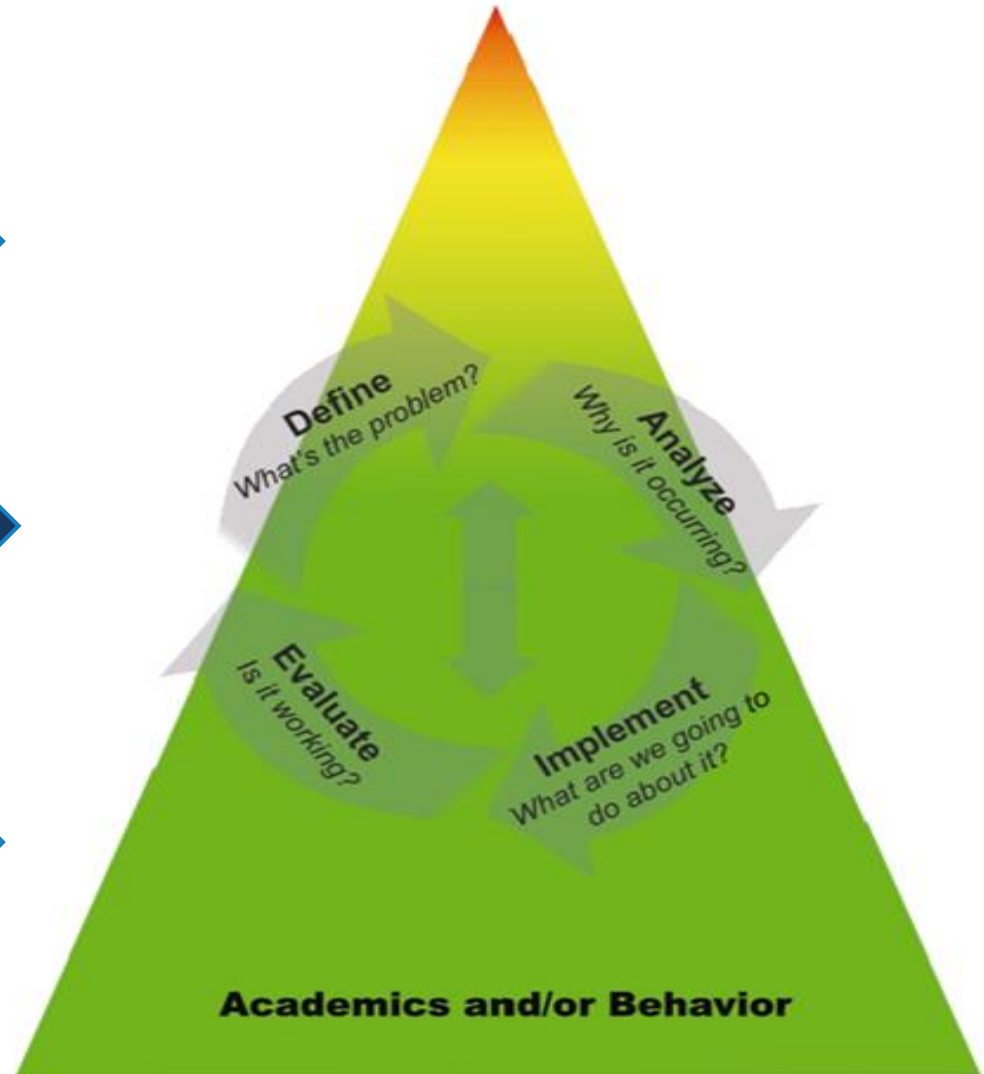 Define
What's the problem?
Analyze
Why is it occurring?
Implement
What are we going to
do about it?
Evaluate
Is it working?
Academics and/or Behavior